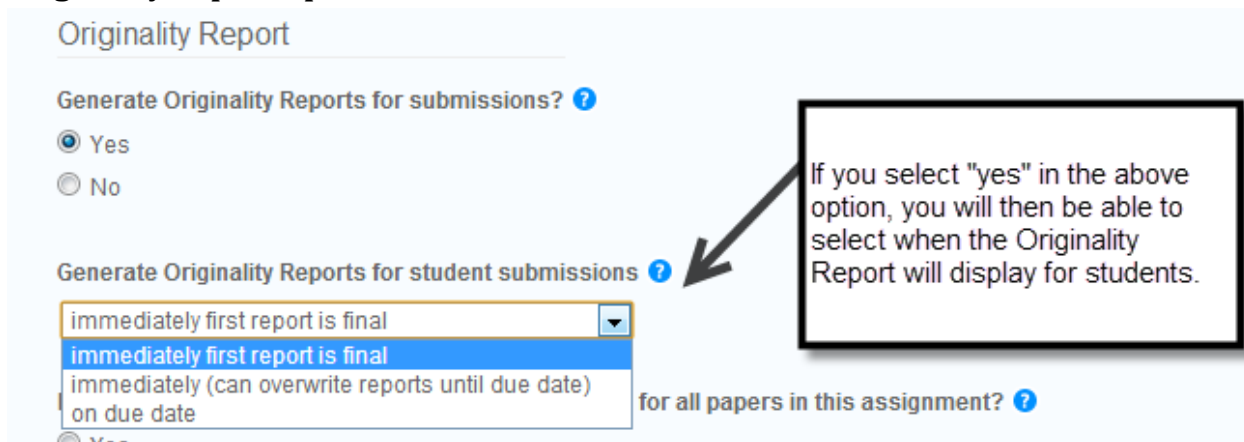 Originality Report
Generate Originality Reports for submissions? ?
Yes
No
If you select "yes" in the above
option, you will then be able to
select when the Originality
Report will display for students.
Generate Originality Reports for student submissions ?
immediately first report is final
immediately first report is final
immediately (can overwrite reports until due date)
on due date
for all papers in this assignment? ?